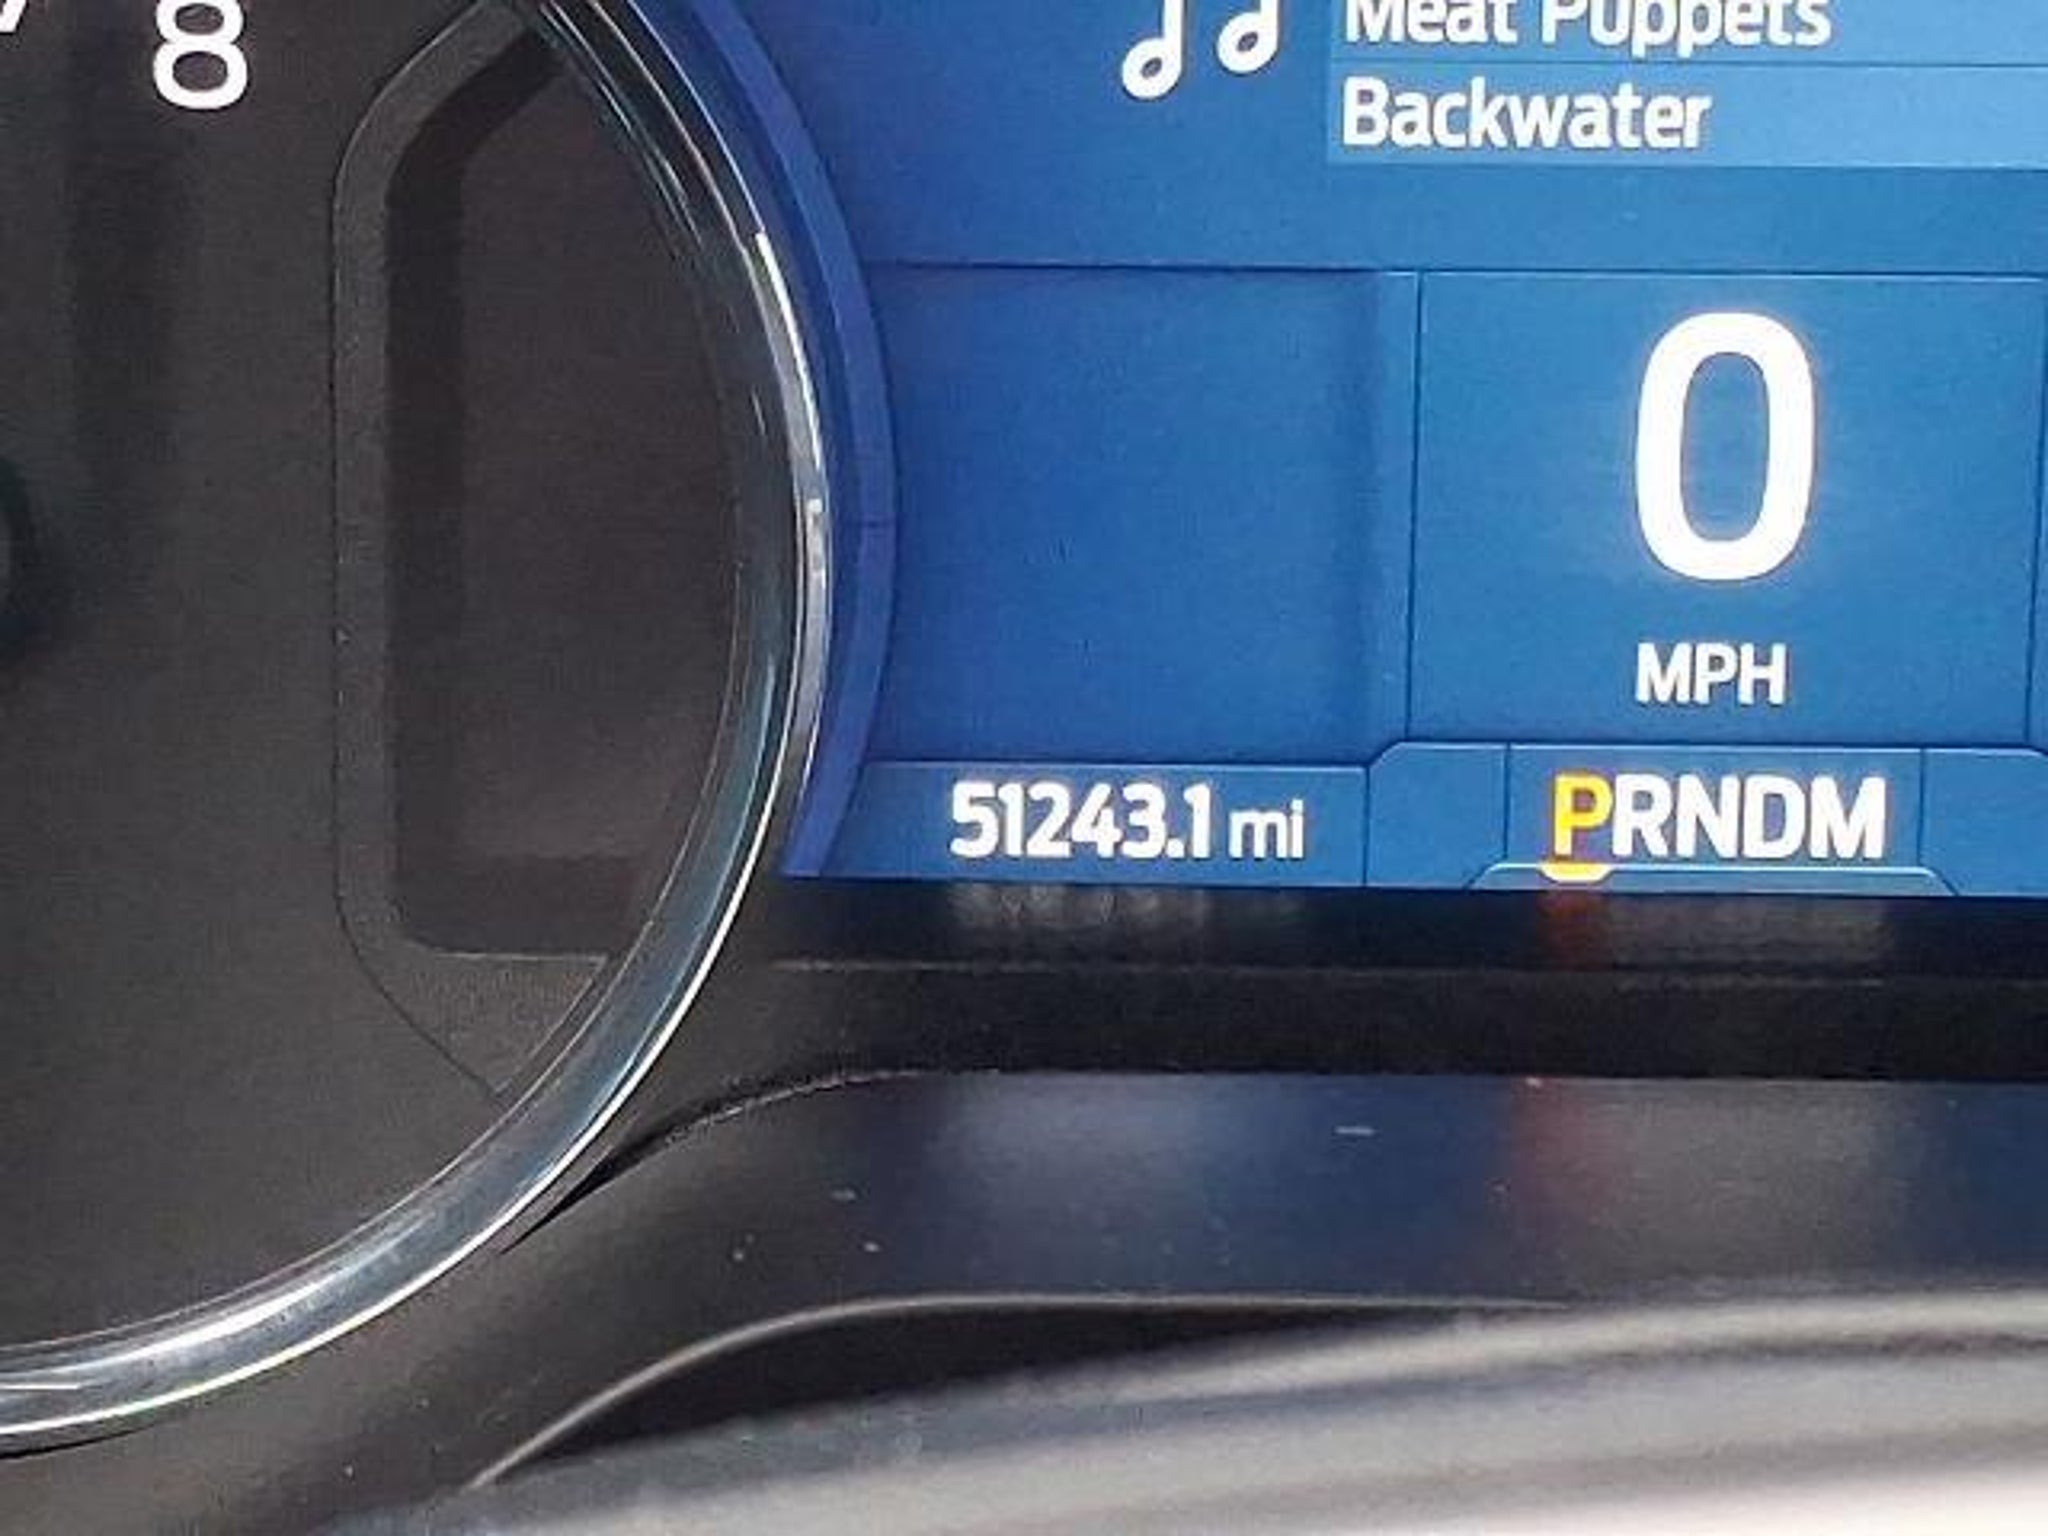 8
Meat Puppets
Backwater
0
MPH
51243.1 mi
PRNDM